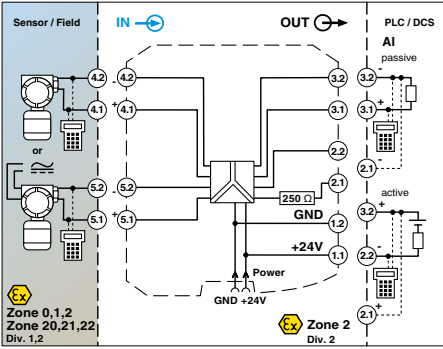 Sensor / Field
IN
OUT
PLC / DCS
AI
passive
4.2
-
4.2
3.2
3.2
-
4.1
+
4.1
3.1
3.1
+
or
2.2
2.1
2.1
-
5.2
-
5.2
250 Ω
active
5.1
+
5.1
GND
1.2
3.2
+
+24V
1.1
2.2
-
Power
GND +24V
2.1
+
Ex
Zone 0,1,2
Zone 20,21,22
Div. 1,2
Ex
Zone 2
Div. 2